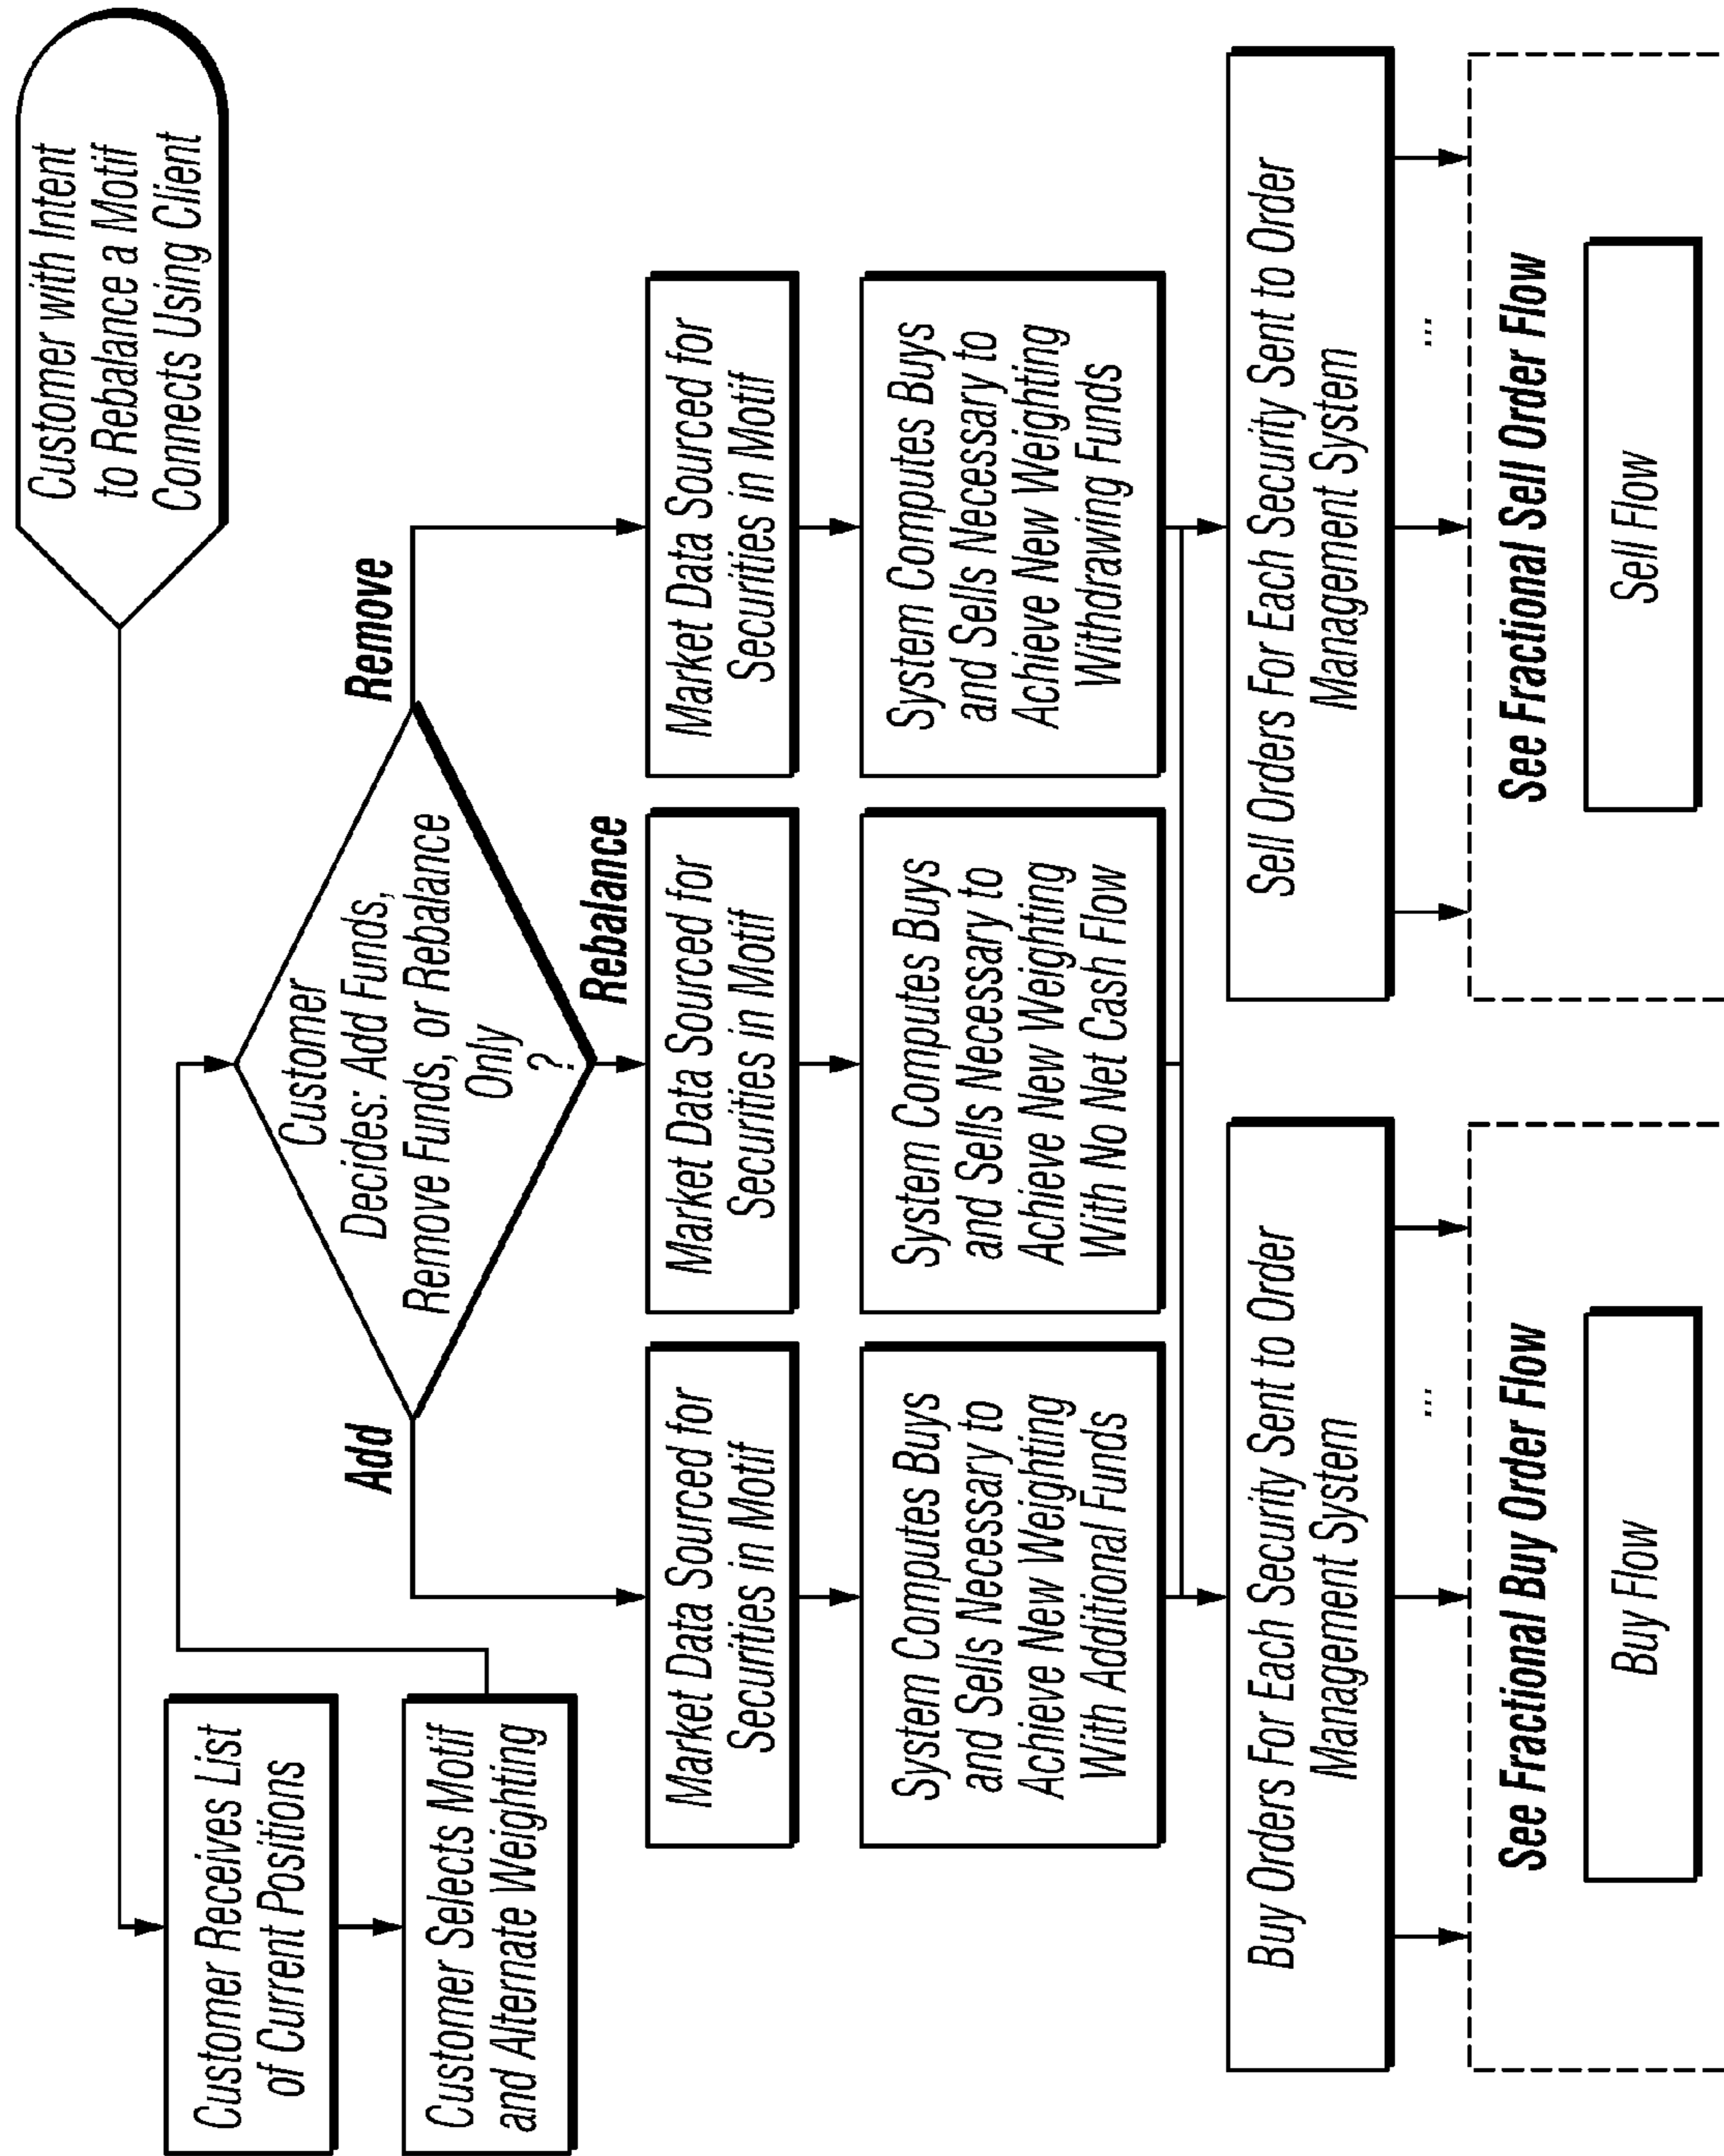 Customer with Intent
to Rebalance a Motif
Connects Using Client
Customer Receives List
of Current Positions
Customer Selects Motif
and Alternate Weighting
Customer
Decides: Add Funds,
Remove Funds, or Rebalance
Only
?
Add
Rebalance
Remove
Market Data Sourced for
Securities in Motif
Market Data Sourced for
Securities in Motif
Market Data Sourced for
Securities in Motif
System Computes Buys
and Sells Necessary to
Achieve New Weighting
With Additional Funds
System Computes Buys
and Sells Necessary to
Achieve New Weighting
With No Net Cash Flow
System Computes Buys
and Sells Necessary to
Achieve New Weighting
Withdrawing Funds
Buy Orders For Each Security Sent to Order
Management System
...
See Fractional Buy Order Flow
Buy Flow
Sell Orders For Each Security Sent to Order
Management System
...
See Fractional Sell Order Flow
Sell Flow